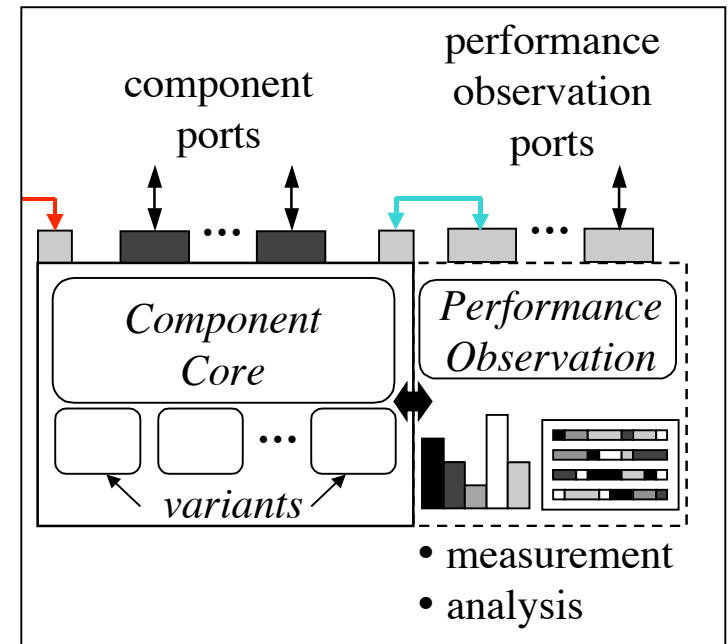 component
ports
performance
observation
ports
...
...
...
Component
Core
Performance
Observation
...
variants
• measurement
• analysis